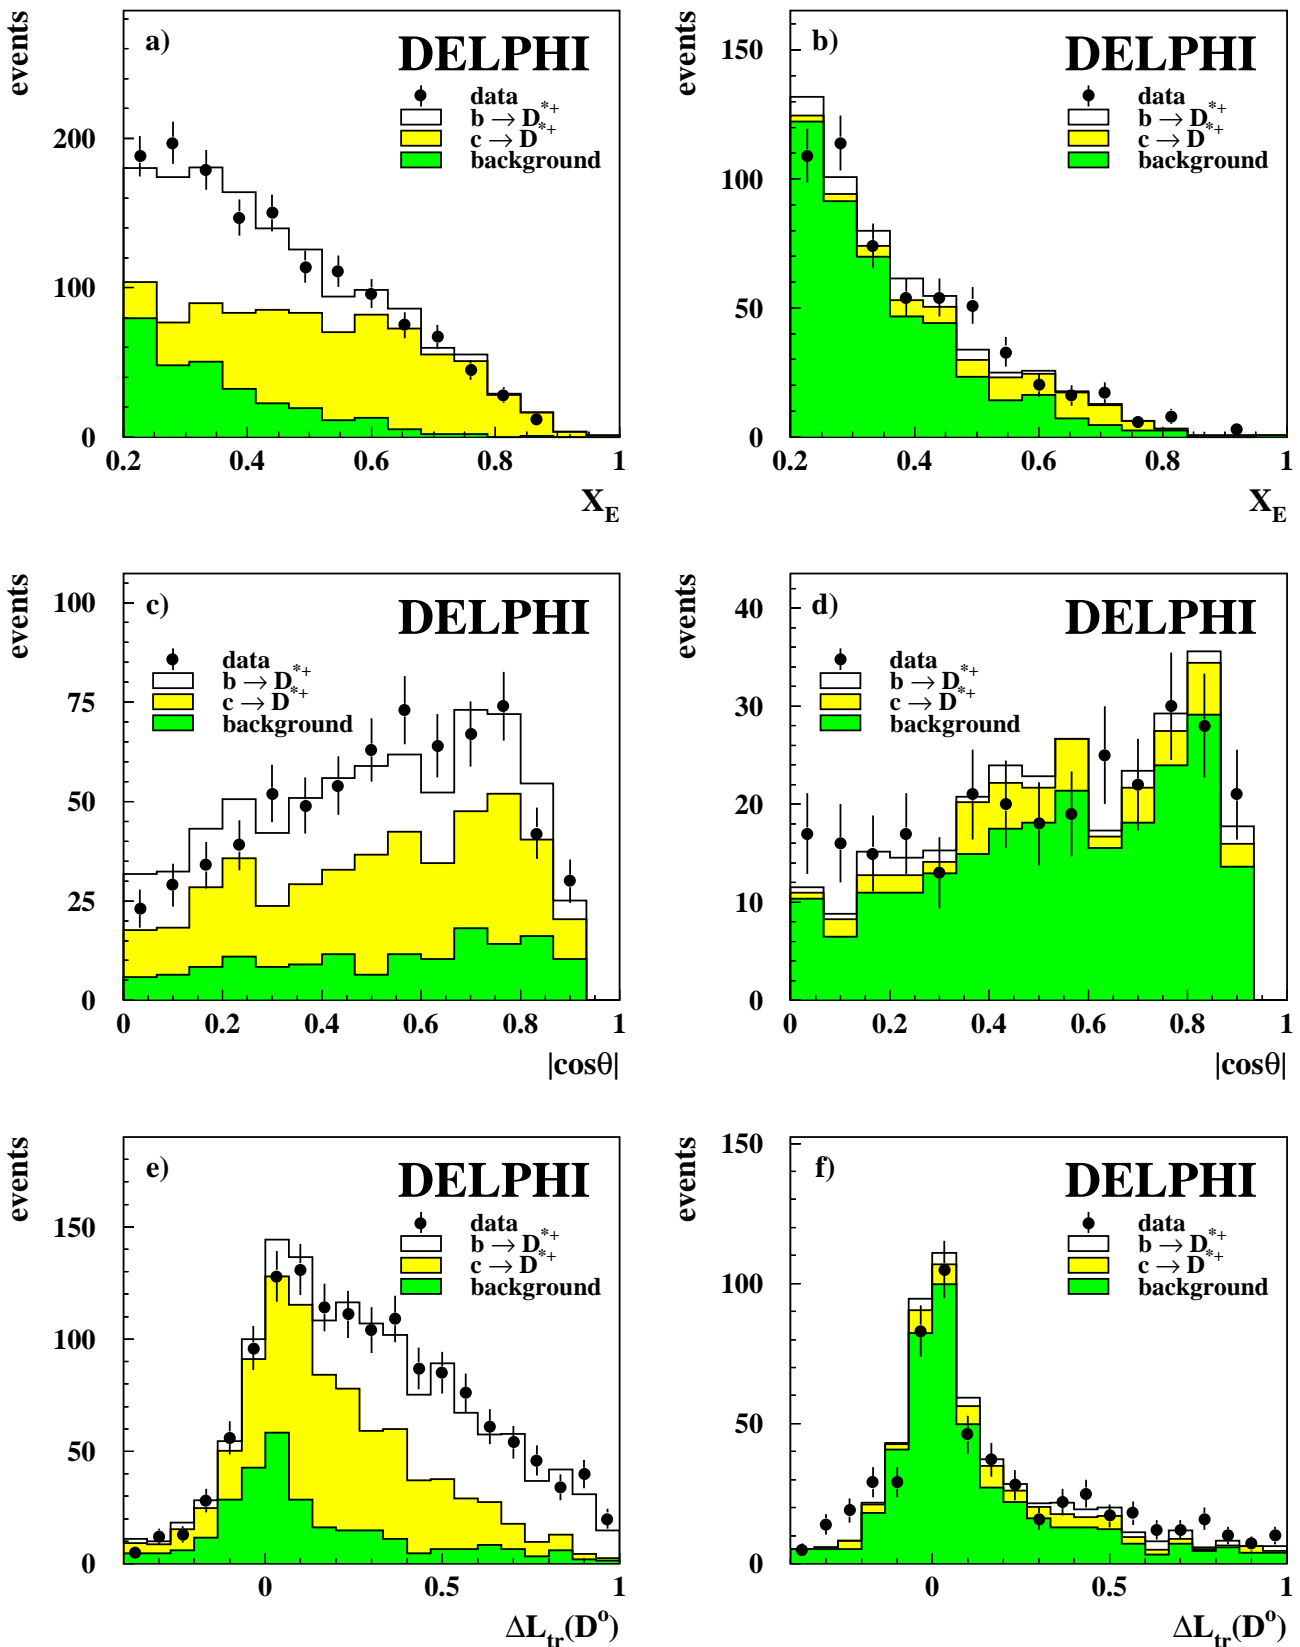 events
a)
DELPHI
data
b → D*+
c → D*+
background
200
100
0
0.2 0.4 0.6 0.8 1
X_E
events
b)
DELPHI
data
b → D*+
c → D*+
background
150
100
50
0
0.2 0.4 0.6 0.8 1
X_E
events
c)
DELPHI
data
b → D*+
c → D*+
background
100
75
50
25
0
0 0.2 0.4 0.6 0.8 1
|cosθ|
events
d)
DELPHI
data
b → D*+
c → D*+
background
40
30
20
10
0
0 0.2 0.4 0.6 0.8 1
|cosθ|
events
e)
DELPHI
data
b → D*+
c → D*+
background
150
100
50
0
0 0.5 1
ΔL_tr(D^o)
events
f)
DELPHI
data
b → D*+
c → D*+
background
150
100
50
0
0 0.5 1
ΔL_tr(D^o)